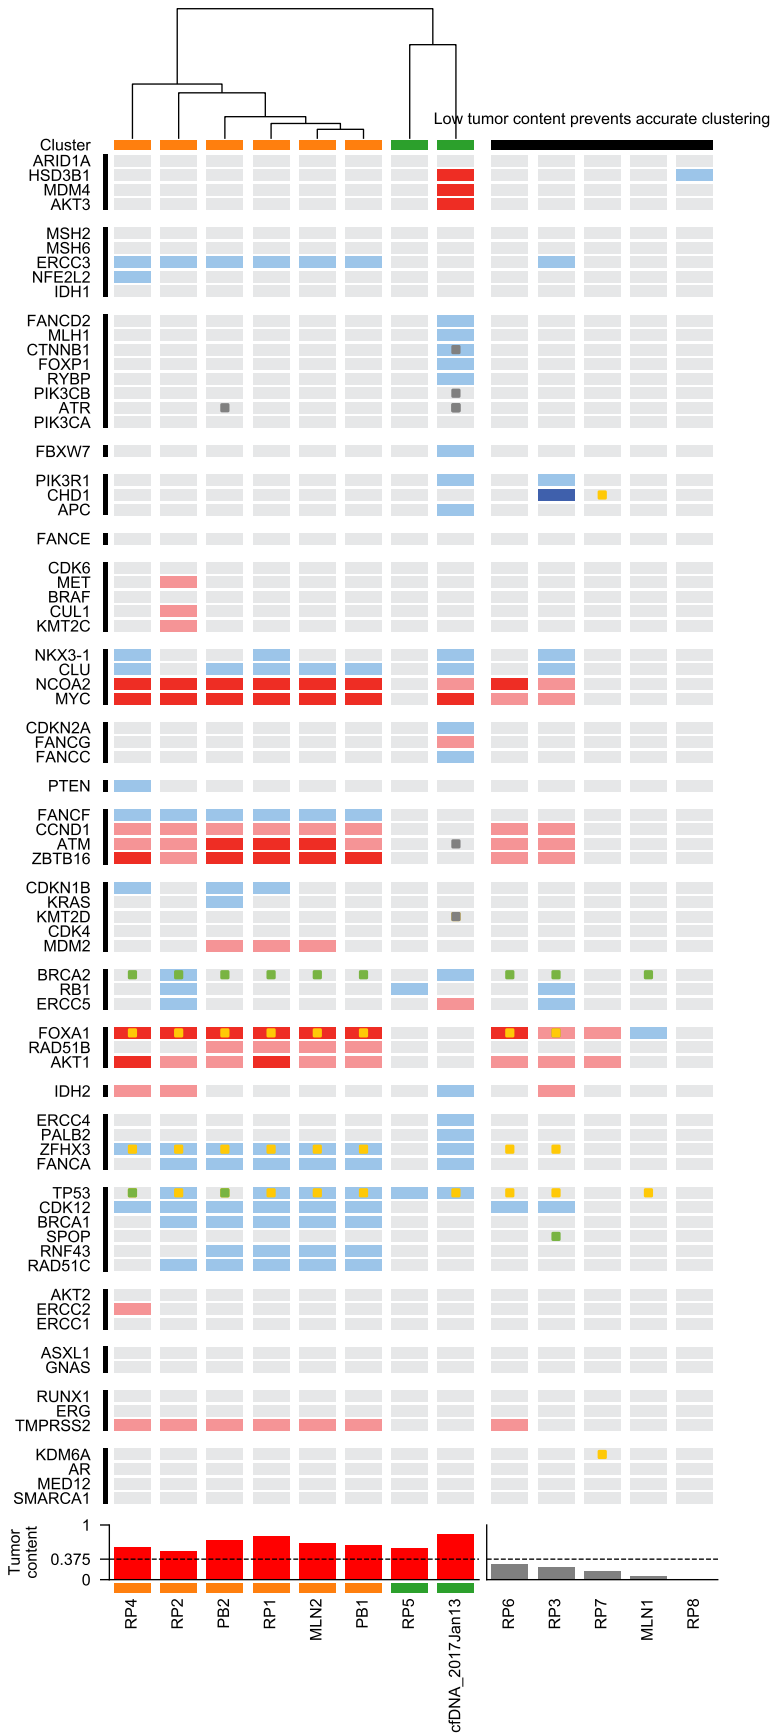 Low tumor content prevents accurate clustering
Cluster
ARID1A
HSD3B1
MDM4
AKT3
MSH2
MSH6
ERCC3
NFE2L2
IDH1
FANCD2
MLH1
CTNNB1
FOXP1
RYBP
PIK3CB
ATR
PIK3CA
FBXW7
PIK3R1
CHD1
APC
FANCE
CDK6
MET
BRAF
CUL1
KMT2C
NKX3-1
CLU
NCOA2
MYC
CDKN2A
FANCG
FANCC
PTEN
FANCF
CCND1
ATM
ZBTB16
CDKN1B
KRAS
KMT2D
CDK4
MDM2
BRCA2
RB1
ERCC5
FOXA1
RAD51B
AKT1
IDH2
ERCC4
PALB2
ZFHX3
FANCA
TP53
CDK12
BRCA1
SPOP
RNF43
RAD51C
AKT2
ERCC2
ERCC1
ASXL1
GNAS
RUNX1
ERG
TMPRSS2
KDM6A
AR
MED12
SMARCA1
Tumor
content
1
0.375
0
RP4
RP2
PB2
RP1
MLN2
PB1
RP5
cfDNA_2017Jan13
RP6
RP3
RP7
MLN1
RP8